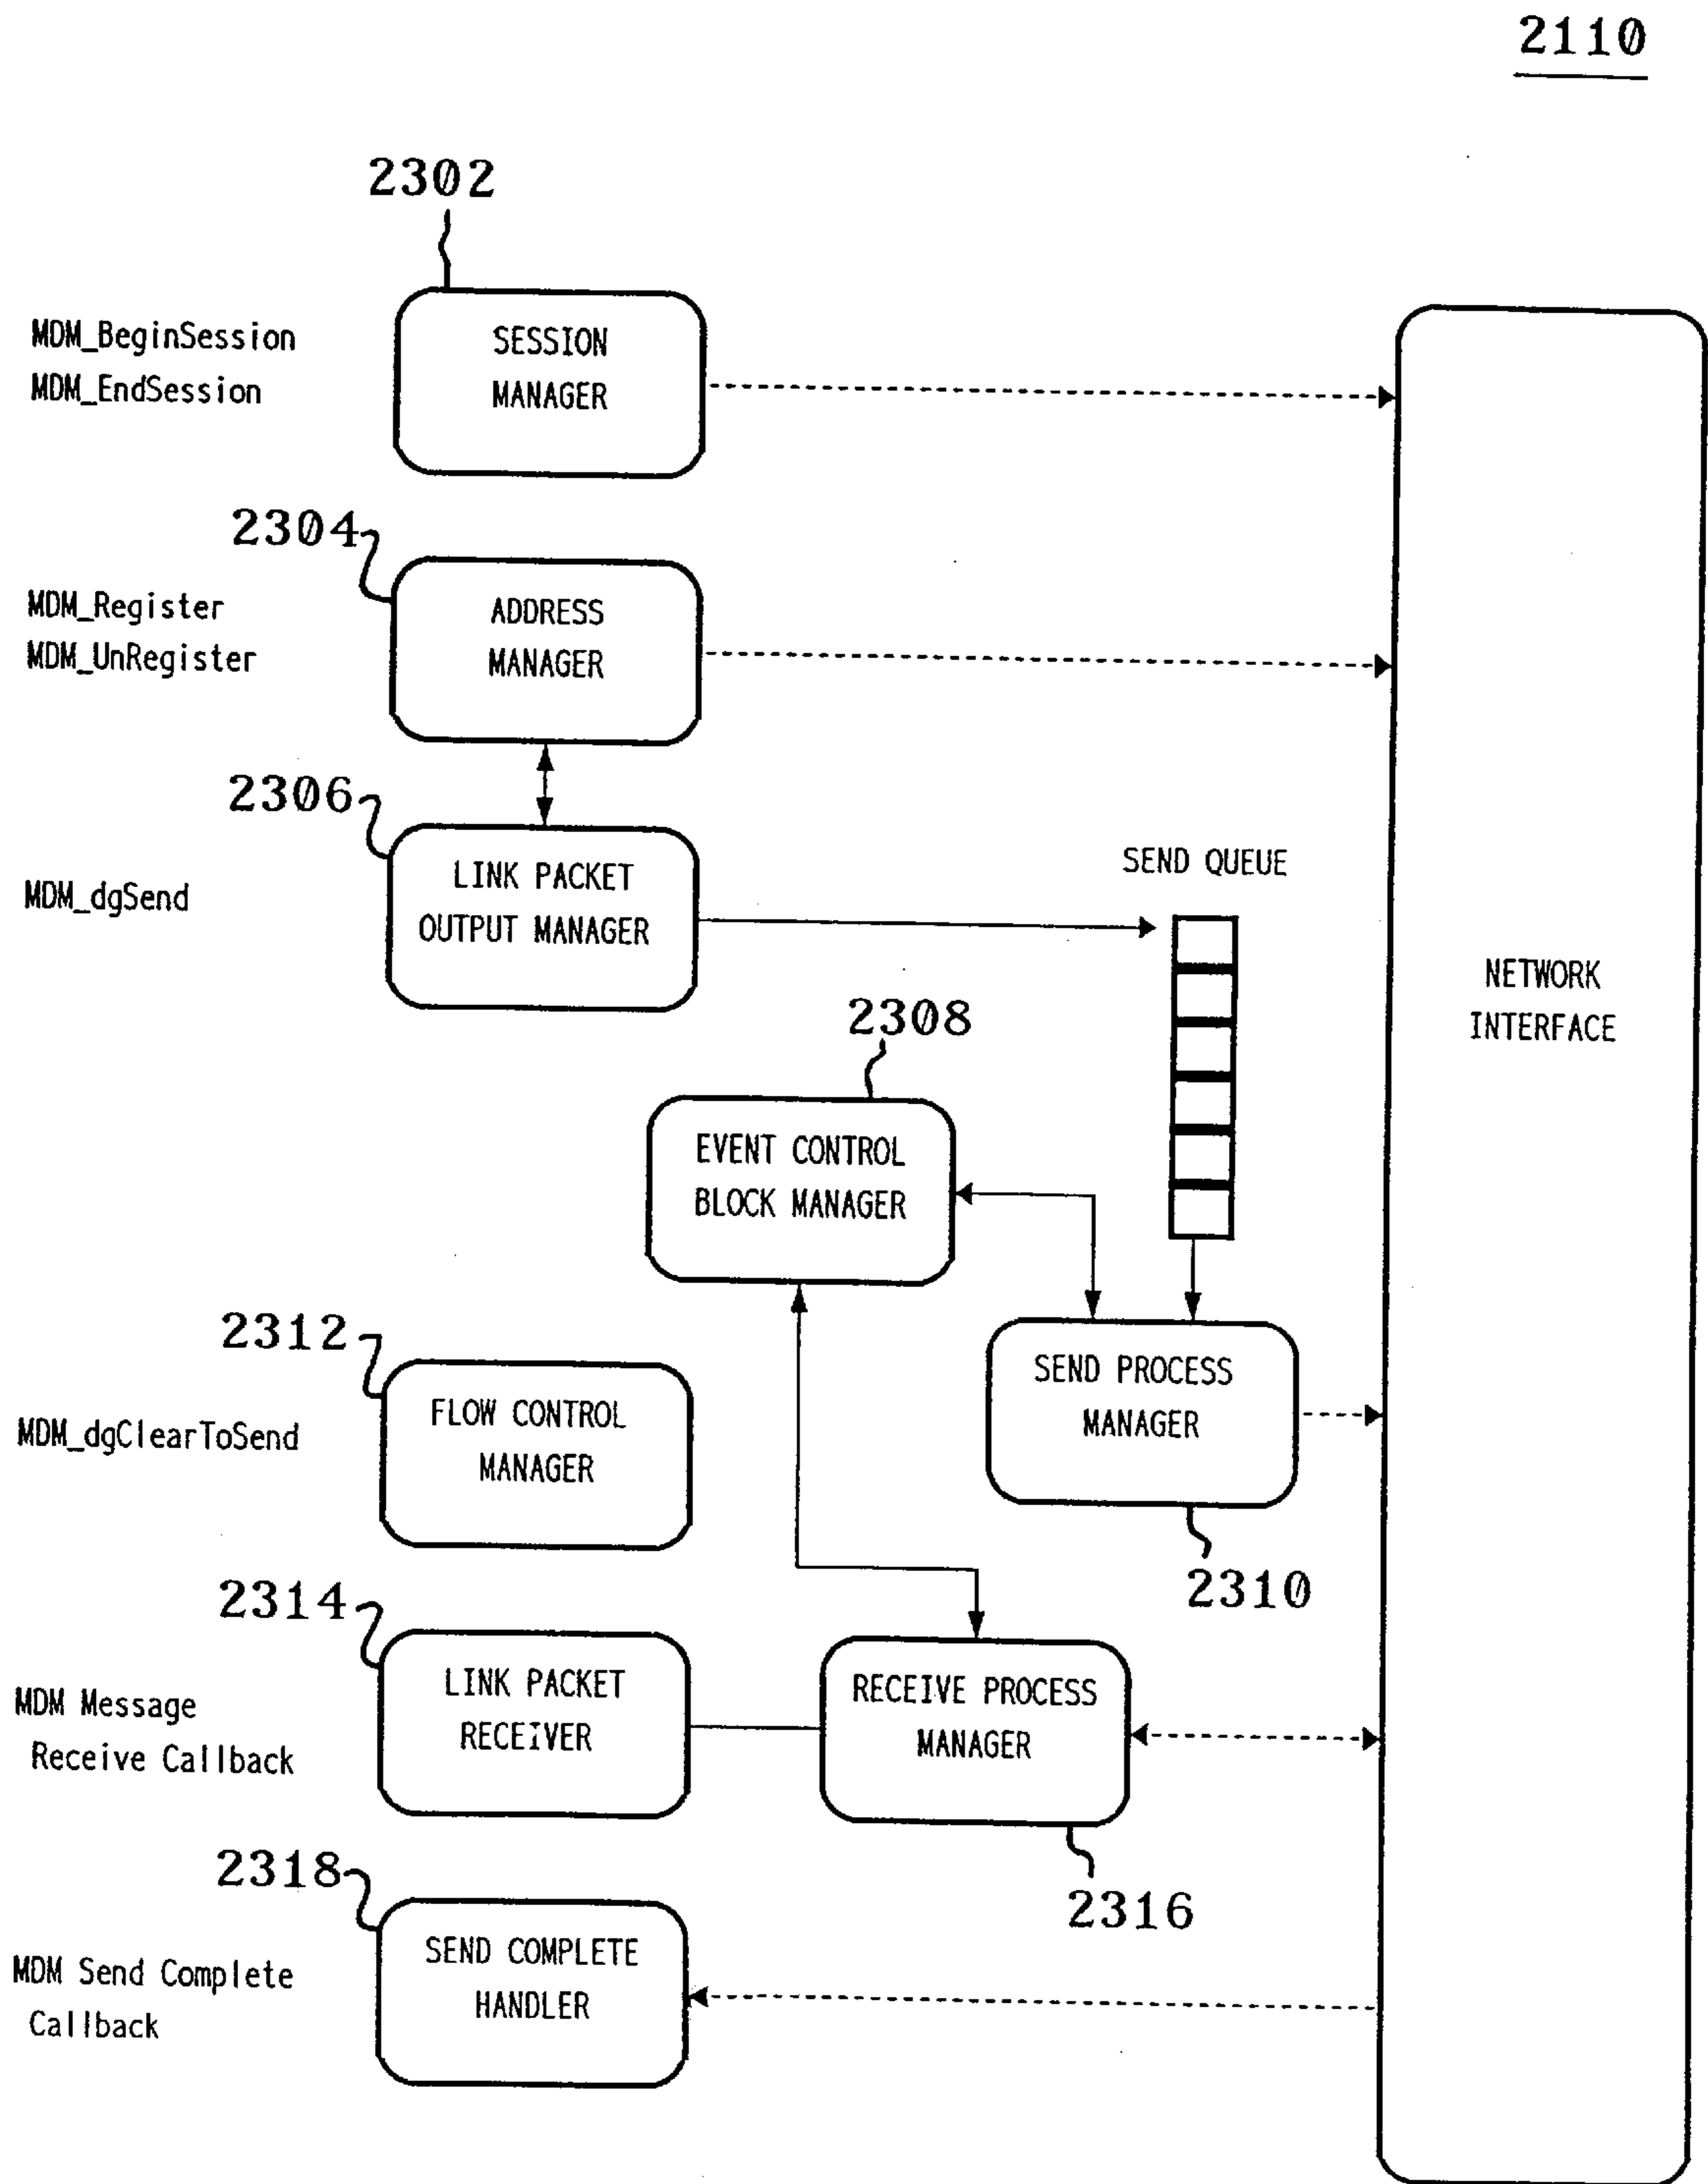 2110
2302
MDM_BeginSession
MDM_EndSession
SESSION
MANAGER
2304
MDM_Register
MDM_UnRegister
ADDRESS
MANAGER
2306
MDM_dgSend
LINK PACKET
OUTPUT MANAGER
SEND QUEUE
NETWORK
INTERFACE
2308
EVENT CONTROL
BLOCK MANAGER
2312
MDM_dgClearToSend
FLOW CONTROL
MANAGER
SEND PROCESS
MANAGER
2310
2314
MDM Message
Receive Callback
LINK PACKET
RECEIVER
RECEIVE PROCESS
MANAGER
2316
2318
MDM Send Complete
Callback
SEND COMPLETE
HANDLER